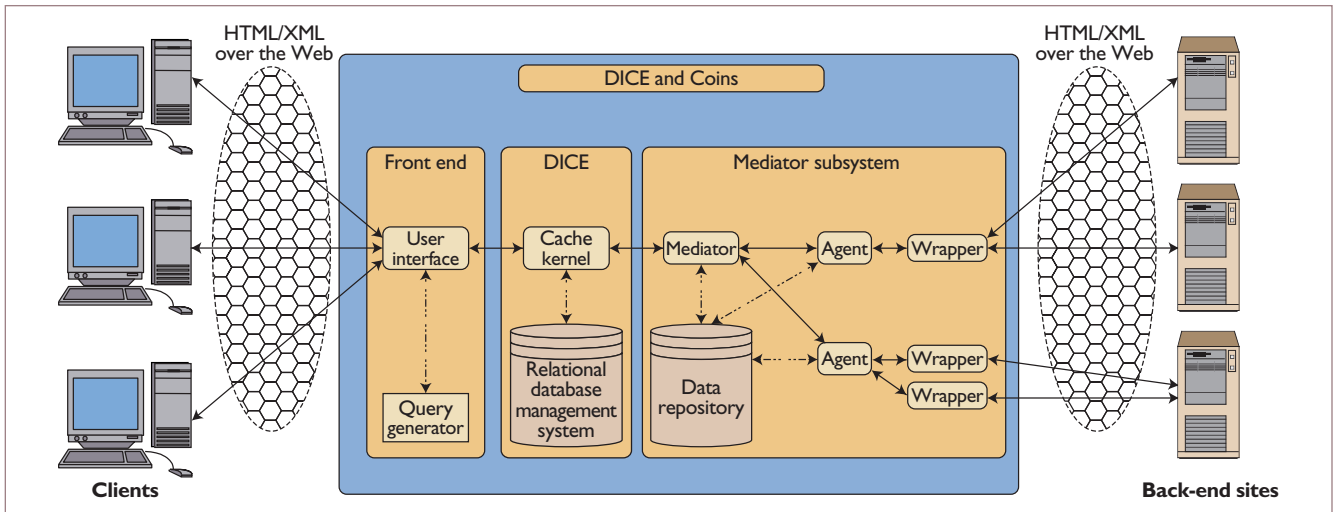 HTML/XML
over the Web
DICE and Coins
HTML/XML
over the Web
Front end
DICE
Mediator subsystem
User
interface
Cache
kernel
Mediator
Agent
Wrapper
Query
generator
Relational
database
management
system
Data
repository
Agent
Wrapper
Wrapper
Clients
Back-end sites